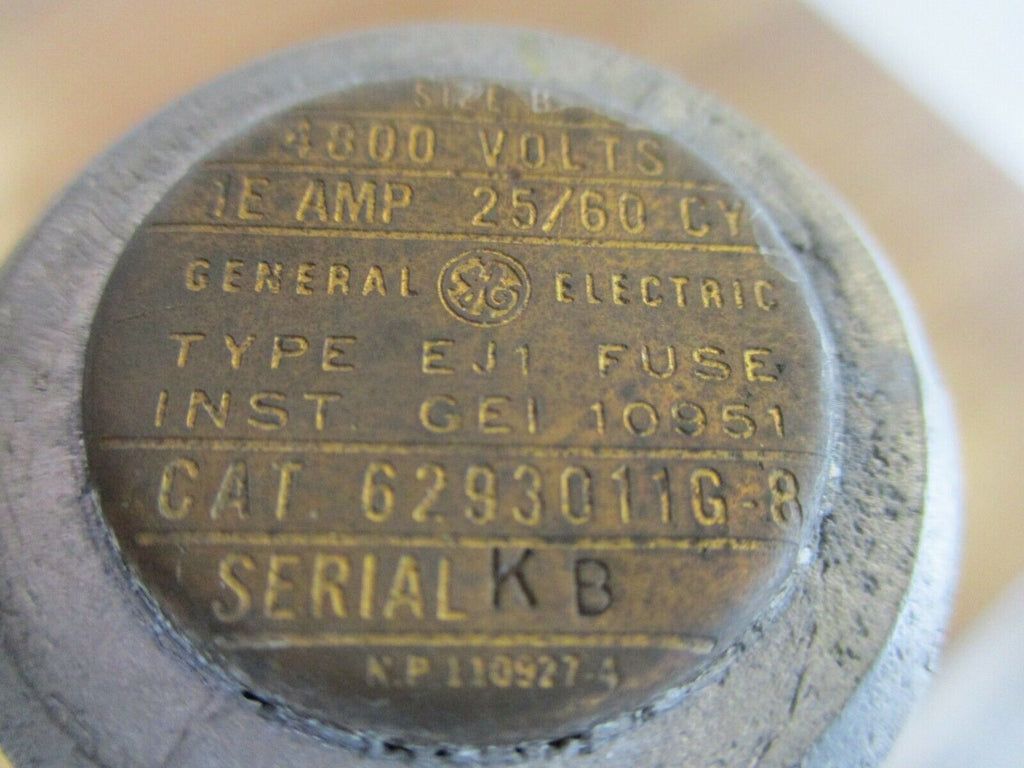 SIZE B
4800 VOLTS
1E AMP 25/60 CY
GENERAL GE ELECTRIC
TYPE EJ1 FUSE
INST. GEI 10951
CAT. 6293011G-8
SERIAL K B
N.P. 110927-A